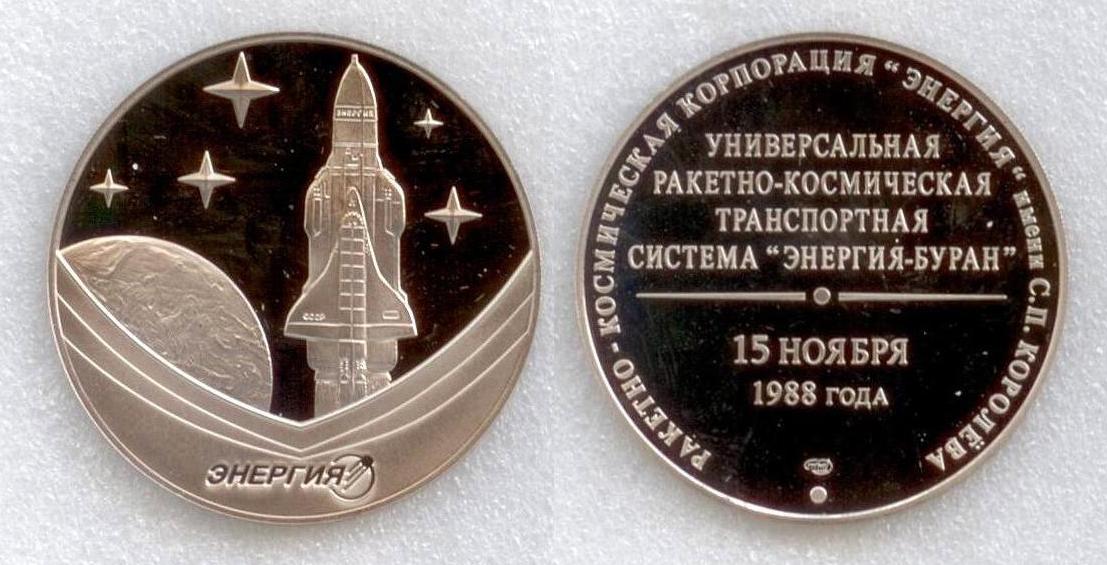 ЭНЕРГИЯ
СССР
ЭНЕРГИЯ
РАКЕТНО-КОСМИЧЕСКАЯ КОРПОРАЦИЯ "ЭНЕРГИЯ" имени С.П. КОРОЛЁВА
УНИВЕРСАЛЬНАЯ
РАКЕТНО-КОСМИЧЕСКАЯ
ТРАНСПОРТНАЯ
СИСТЕМА "ЭНЕРГИЯ-БУРАН"
15 НОЯБРЯ
1988 ГОДА